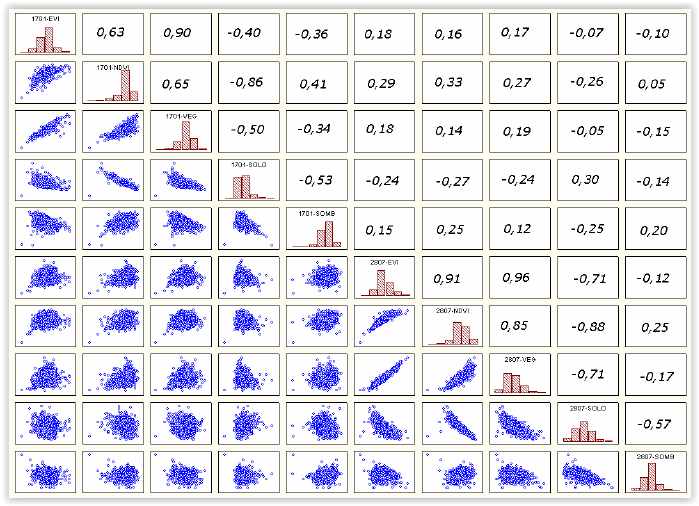 1701-EVI 0,63 0,90 -0,40 -0,36 0,18 0,16 0,17 -0,07 -0,10
1701-NDVI 0,65 -0,86 0,41 0,29 0,33 0,27 -0,26 0,05
1701-VEG -0,50 -0,34 0,18 0,14 0,19 -0,05 -0,15
1701-SOLO -0,53 -0,24 -0,27 -0,24 0,30 -0,14
1701-SOMB 0,15 0,25 0,12 -0,25 0,20
2807-EVI 0,91 0,96 -0,71 -0,12
2807-NDVI 0,85 -0,88 0,25
2807-VEG -0,71 -0,17
2807-SOLO -0,57
2807-SOMB